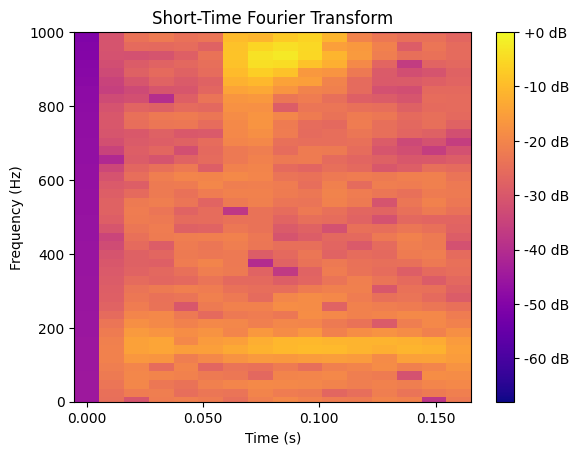 Short-Time Fourier Transform
1000
800
600
400
200
0
Frequency (Hz)
0.000
0.050
0.100
0.150
Time (s)
+0 dB
-10 dB
-20 dB
-30 dB
-40 dB
-50 dB
-60 dB